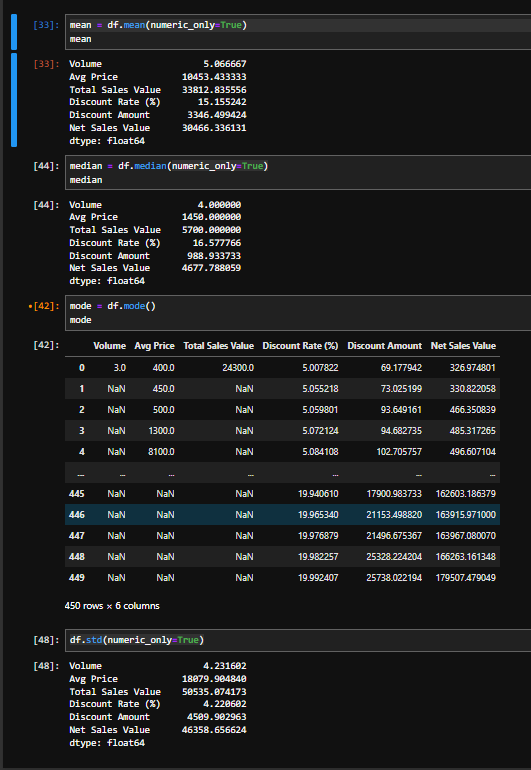 [33]: mean = df.mean(numeric_only=True)
mean
[33]: Volume 5.066667
Avg Price 10453.433333
Total Sales Value 33812.835556
Discount Rate (%) 15.155242
Discount Amount 3346.499424
Net Sales Value 30466.336131
dtype: float64
[44]: median = df.median(numeric_only=True)
median
[44]: Volume 4.000000
Avg Price 1450.000000
Total Sales Value 5700.000000
Discount Rate (%) 16.577766
Discount Amount 988.933733
Net Sales Value 4677.788059
dtype: float64
•[42]: mode = df.mode()
mode
[42]: Volume Avg Price Total Sales Value Discount Rate (%) Discount Amount Net Sales Value
0 3.0 400.0 24300.0 5.007822 69.177942 326.974801
1 NaN 450.0 NaN 5.055218 73.025199 330.822058
2 NaN 500.0 NaN 5.059801 93.649161 466.350839
3 NaN 1300.0 NaN 5.072124 94.682735 485.317265
4 NaN 8100.0 NaN 5.084108 102.705757 496.607104
... ... ... ... ... ... ...
445 NaN NaN NaN 19.940610 17900.983733 162603.186379
446 NaN NaN NaN 19.965340 21153.498820 163915.971000
447 NaN NaN NaN 19.976879 21496.675367 163967.080070
448 NaN NaN NaN 19.982257 25328.224204 166263.161348
449 NaN NaN NaN 19.992407 25738.022194 179507.479049
450 rows × 6 columns
[48]: df.std(numeric_only=True)
[48]: Volume 4.231602
Avg Price 18079.904840
Total Sales Value 50535.074173
Discount Rate (%) 4.220602
Discount Amount 4509.902963
Net Sales Value 46358.656624
dtype: float64